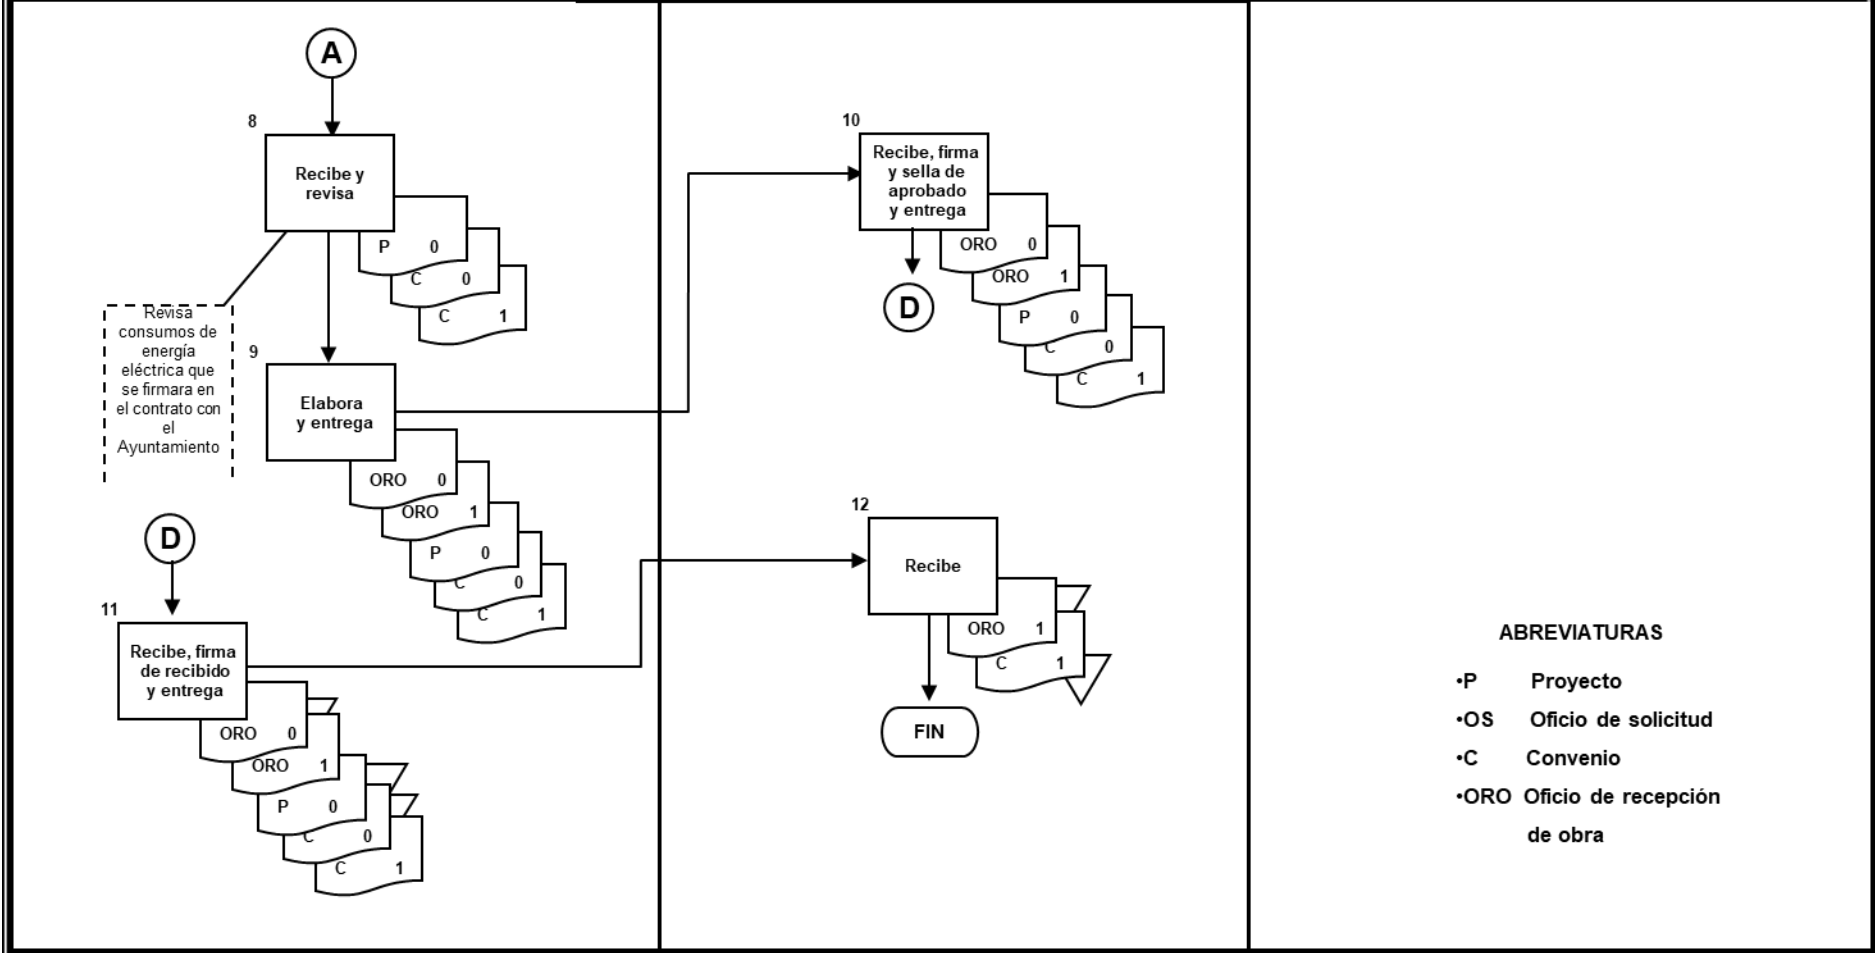 A
8
Recibe y
revisa
P 0
C 0
C 1
Revisa
consumos de
energía
eléctrica que
se firmara en
el contrato con
el
Ayuntamiento
9
Elabora
y entrega
ORO 0
ORO 1
P 0
C 0
C 1
D
11
Recibe, firma
de recibido
y entrega
ORO 0
ORO 1
P 0
C 0
C 1
10
Recibe, firma
y sella de
aprobado
y entrega
ORO 0
ORO 1
P 0
C 0
C 1
D
12
Recibe
ORO 1
C 1
FIN
ABREVIATURAS
•P Proyecto
•OS Oficio de solicitud
•C Convenio
•ORO Oficio de recepción
de obra